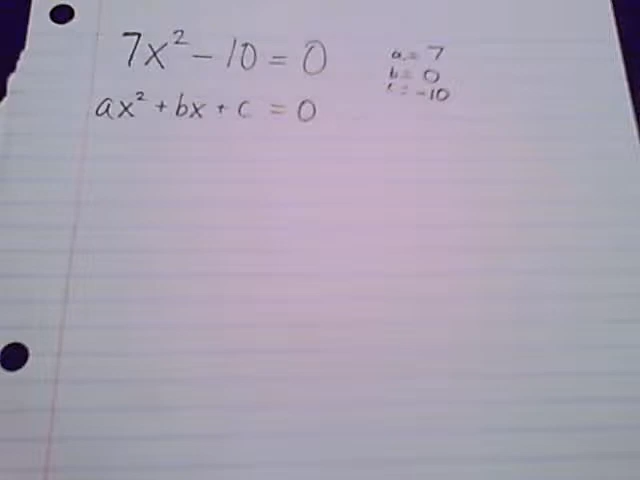 7x² - 10 = 0
ax² + bx + c = 0
a = 7
b = 0
c = -10